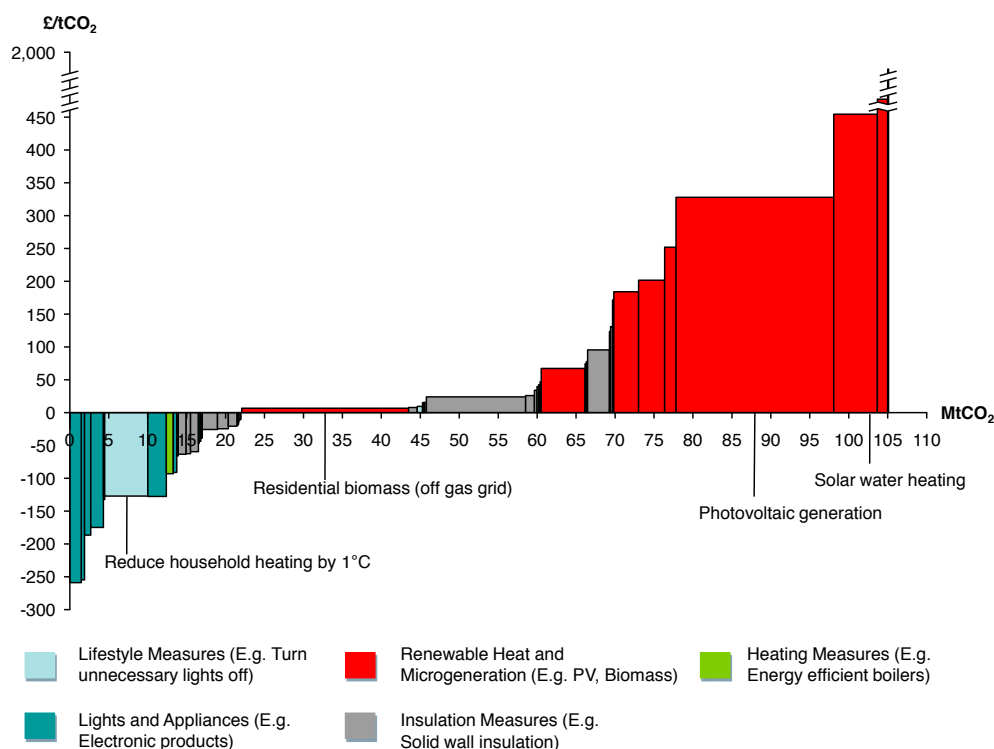 £/tCO₂
2,000
450
400
350
300
250
200
150
100
50
0
-50
-100
-150
-200
-250
-300
0 5 10 15 20 25 30 35 40 45 50 55 60 65 70 75 80 85 90 95 100 105 110
MtCO₂
Solar water heating
Residential biomass (off gas grid)
Photovoltaic generation
Reduce household heating by 1°C
Lifestyle Measures (E.g. Turn
unnecessary lights off)
Renewable Heat and
Microgeneration (E.g. PV, Biomass)
Heating Measures (E.g.
Energy efficient boilers)
Lights and Appliances (E.g.
Electronic products)
Insulation Measures (E.g.
Solid wall insulation)